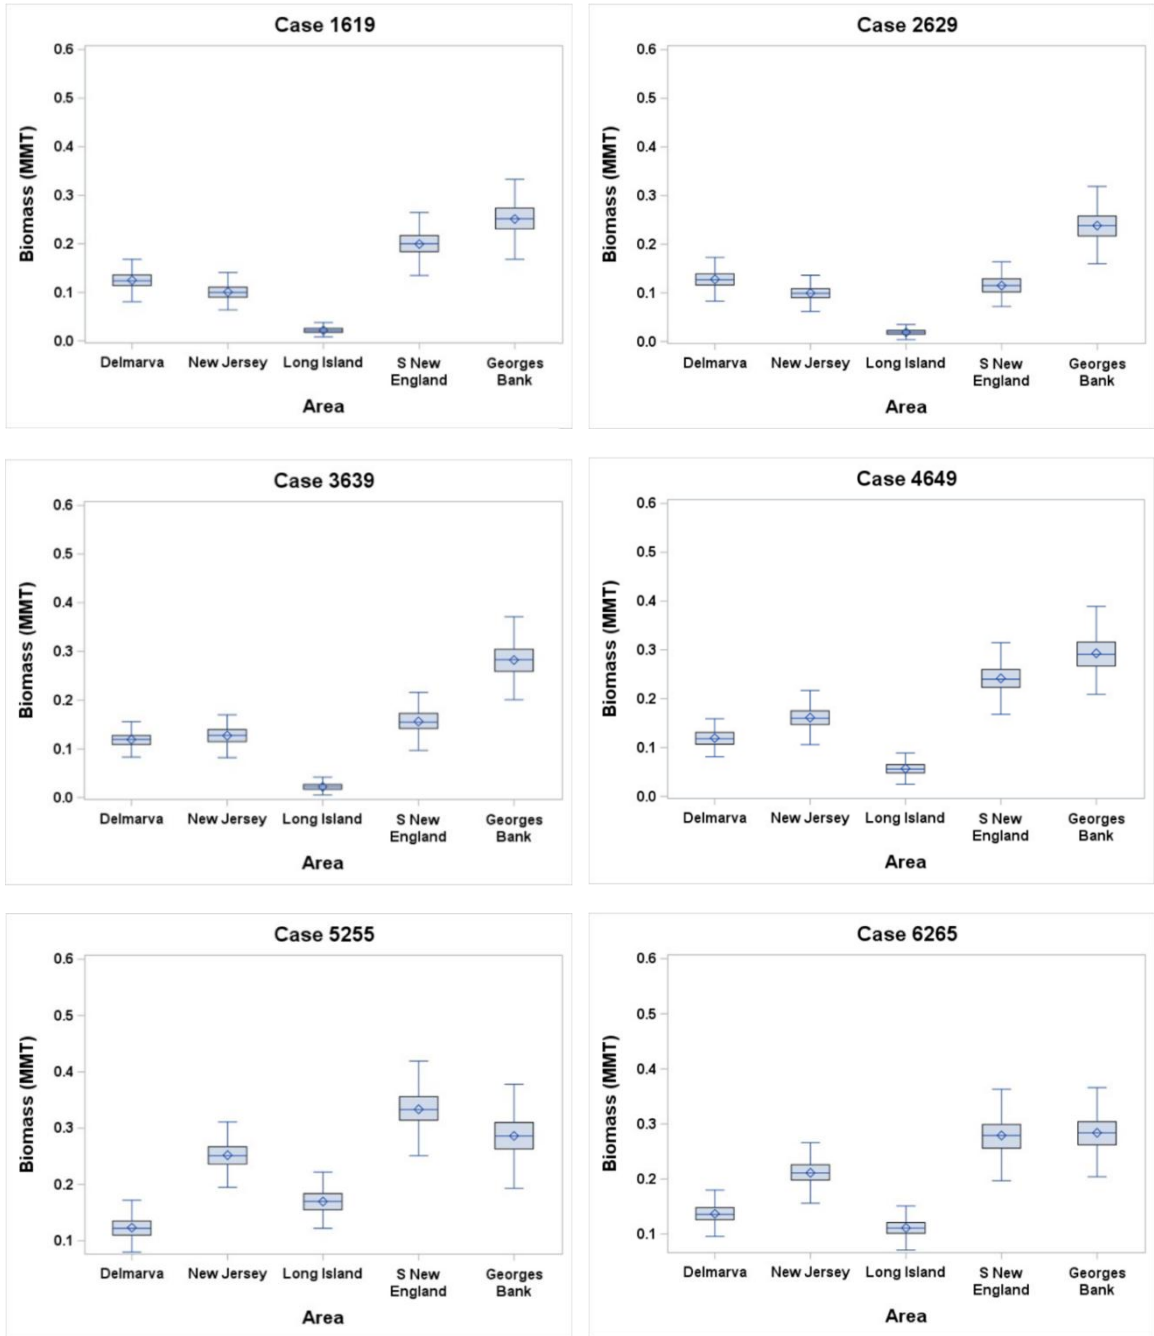 Case 1619
Biomass (MMT)
0.6
0.5
0.4
0.3
0.2
0.1
0.0
Delmarva New Jersey Long Island S New England Georges Bank
Area
Case 2629
Biomass (MMT)
0.6
0.5
0.4
0.3
0.2
0.1
0.0
Delmarva New Jersey Long Island S New England Georges Bank
Area
Case 3639
Biomass (MMT)
0.6
0.5
0.4
0.3
0.2
0.1
0.0
Delmarva New Jersey Long Island S New England Georges Bank
Area
Case 4649
Biomass (MMT)
0.6
0.5
0.4
0.3
0.2
0.1
0.0
Delmarva New Jersey Long Island S New England Georges Bank
Area
Case 5255
Biomass (MMT)
0.6
0.5
0.4
0.3
0.2
0.1
Delmarva New Jersey Long Island S New England Georges Bank
Area
Case 6265
Biomass (MMT)
0.6
0.5
0.4
0.3
0.2
0.1
Delmarva New Jersey Long Island S New England Georges Bank
Area